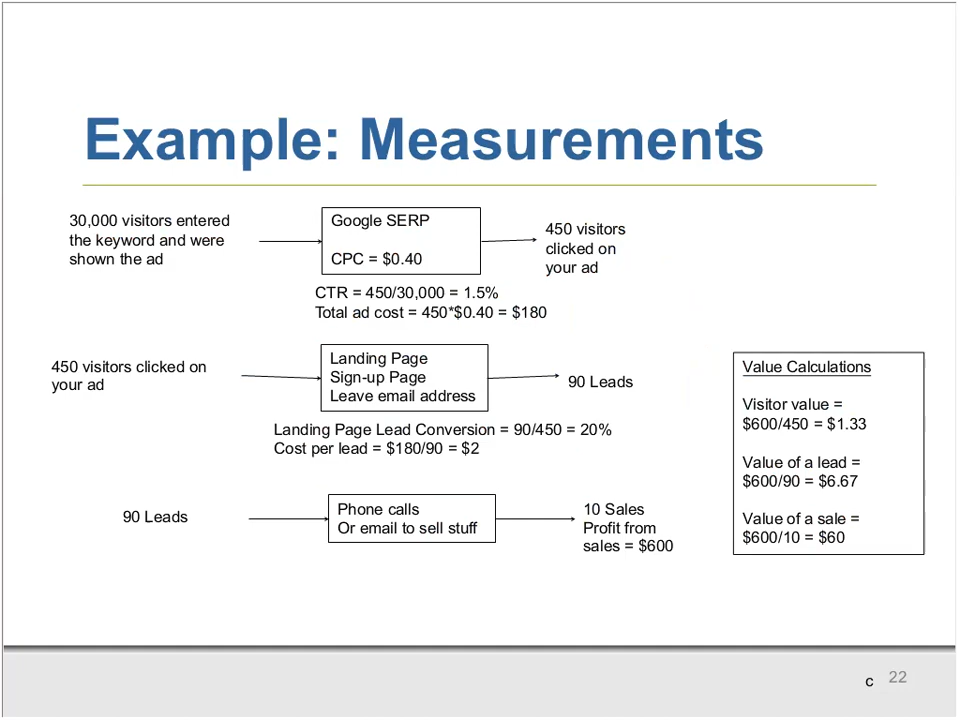 Example: Measurements
30,000 visitors entered
the keyword and were
shown the ad
Google SERP
CPC = $0.40
450 visitors
clicked on
your ad
CTR = 450/30,000 = 1.5%
Total ad cost = 450*$0.40 = $180
450 visitors clicked on
your ad
Landing Page
Sign-up Page
Leave email address
90 Leads
Landing Page Lead Conversion = 90/450 = 20%
Cost per lead = $180/90 = $2
90 Leads
Phone calls
Or email to sell stuff
10 Sales
Profit from
sales = $600
Value Calculations
Visitor value =
$600/450 = $1.33
Value of a lead =
$600/90 = $6.67
Value of a sale =
$600/10 = $60
c 22